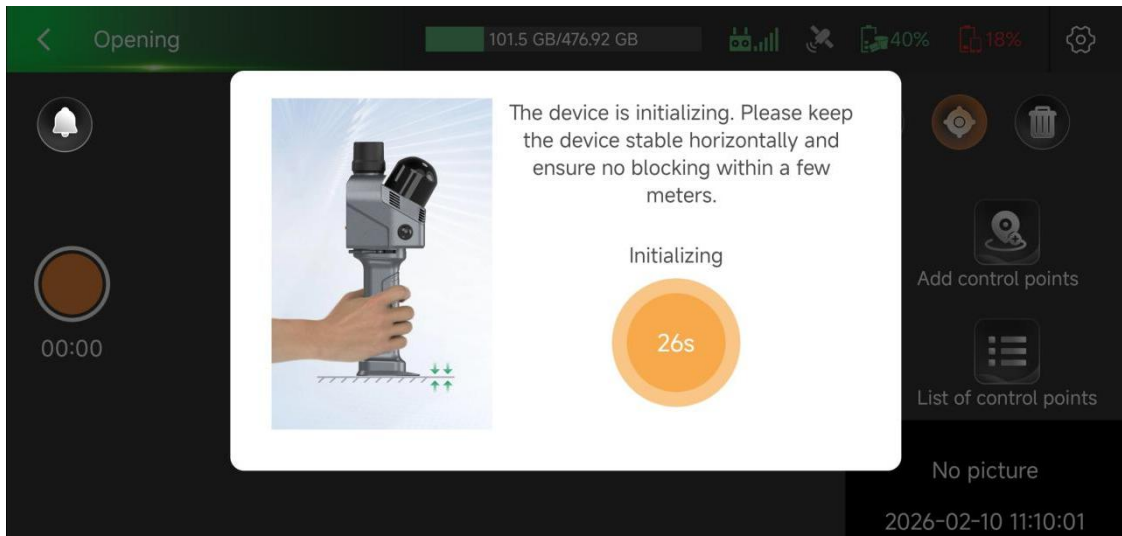 Opening
101.5 GB/476.92 GB
40%
18%
The device is initializing. Please keep
the device stable horizontally and
ensure no blocking within a few
meters.
Initializing
26s
00:00
Add control points
List of control points
No picture
2026-02-10 11:10:01